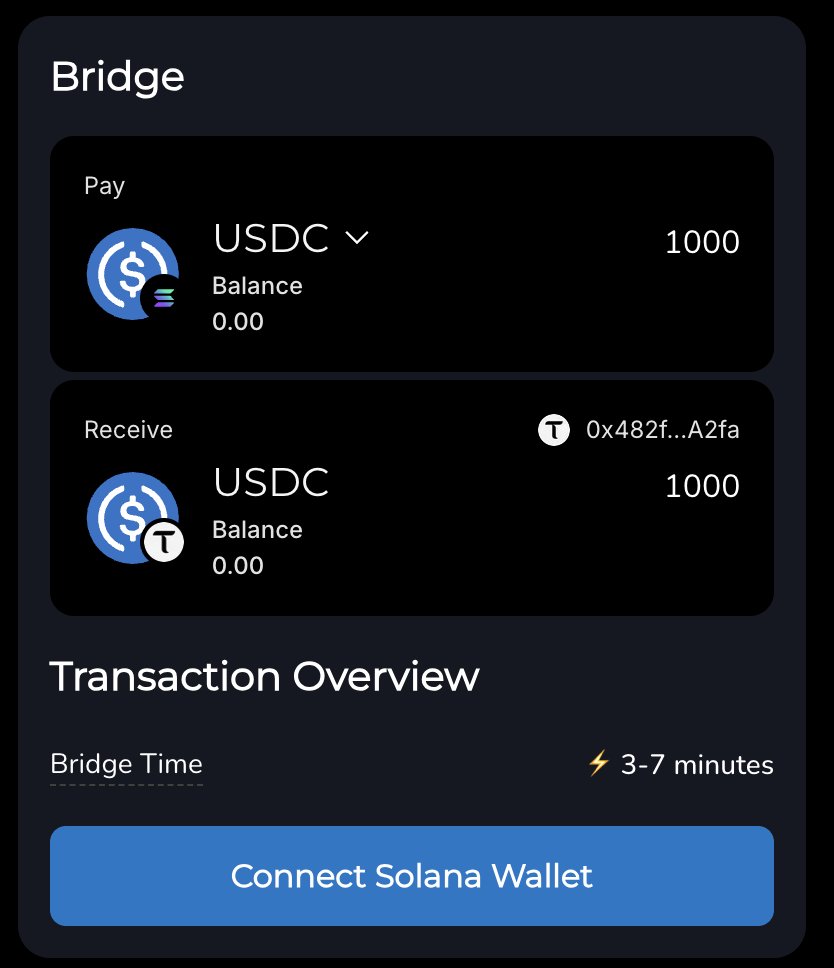 Bridge
Pay
USDC
1000
Balance
0.00
Receive
0x482f...A2fa
USDC
1000
Balance
0.00
Transaction Overview
Bridge Time
⚡ 3-7 minutes
Connect Solana Wallet